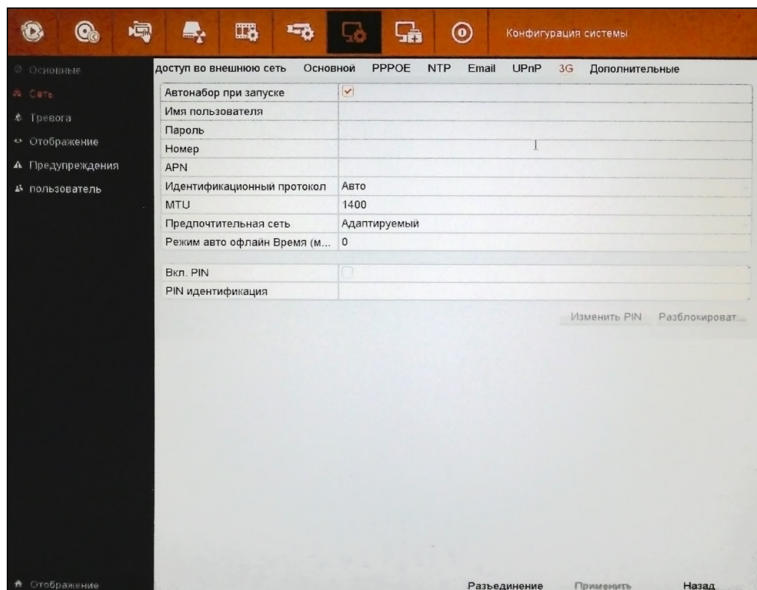 Конфигурация системы
Основные
Сеть
Тревога
Отображение
Предупреждения
пользователь
Отображение
доступ во внешнюю сеть Основной PPPOE NTP Email UPnP 3G Дополнительные
Автонабор при запуске
Имя пользователя
Пароль
Номер
APN
Идентификационный протокол Авто
MTU 1400
Предпочтительная сеть Адаптируемый
Режим авто офлайн Время (м... 0
Вкл. PIN
PIN идентификация
Изменить PIN Разблокироват...
Разъединение Применить Назад